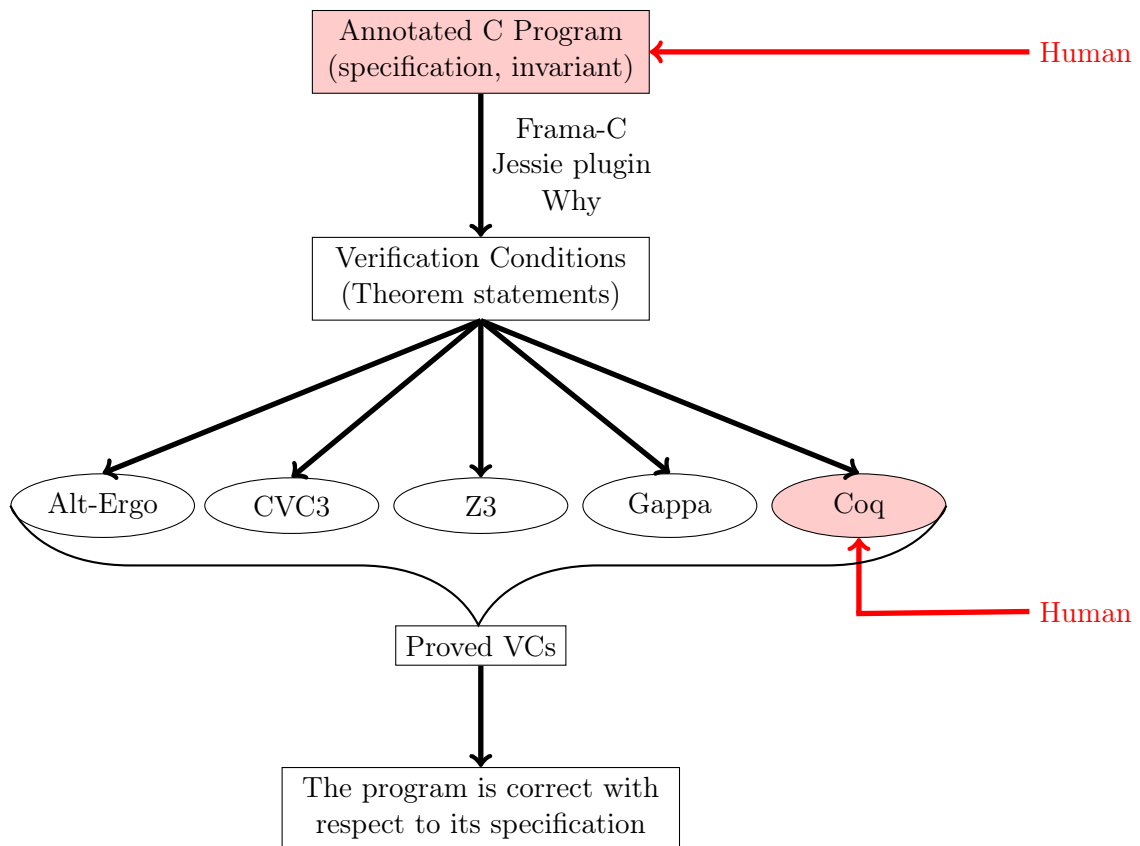 Annotated C Program
(specification, invariant)
Human
Frama-C
Jessie plugin
Why
Verification Conditions
(Theorem statements)
Alt-Ergo
CVC3
Z3
Gappa
Coq
Human
Proved VCs
The program is correct with
respect to its specification